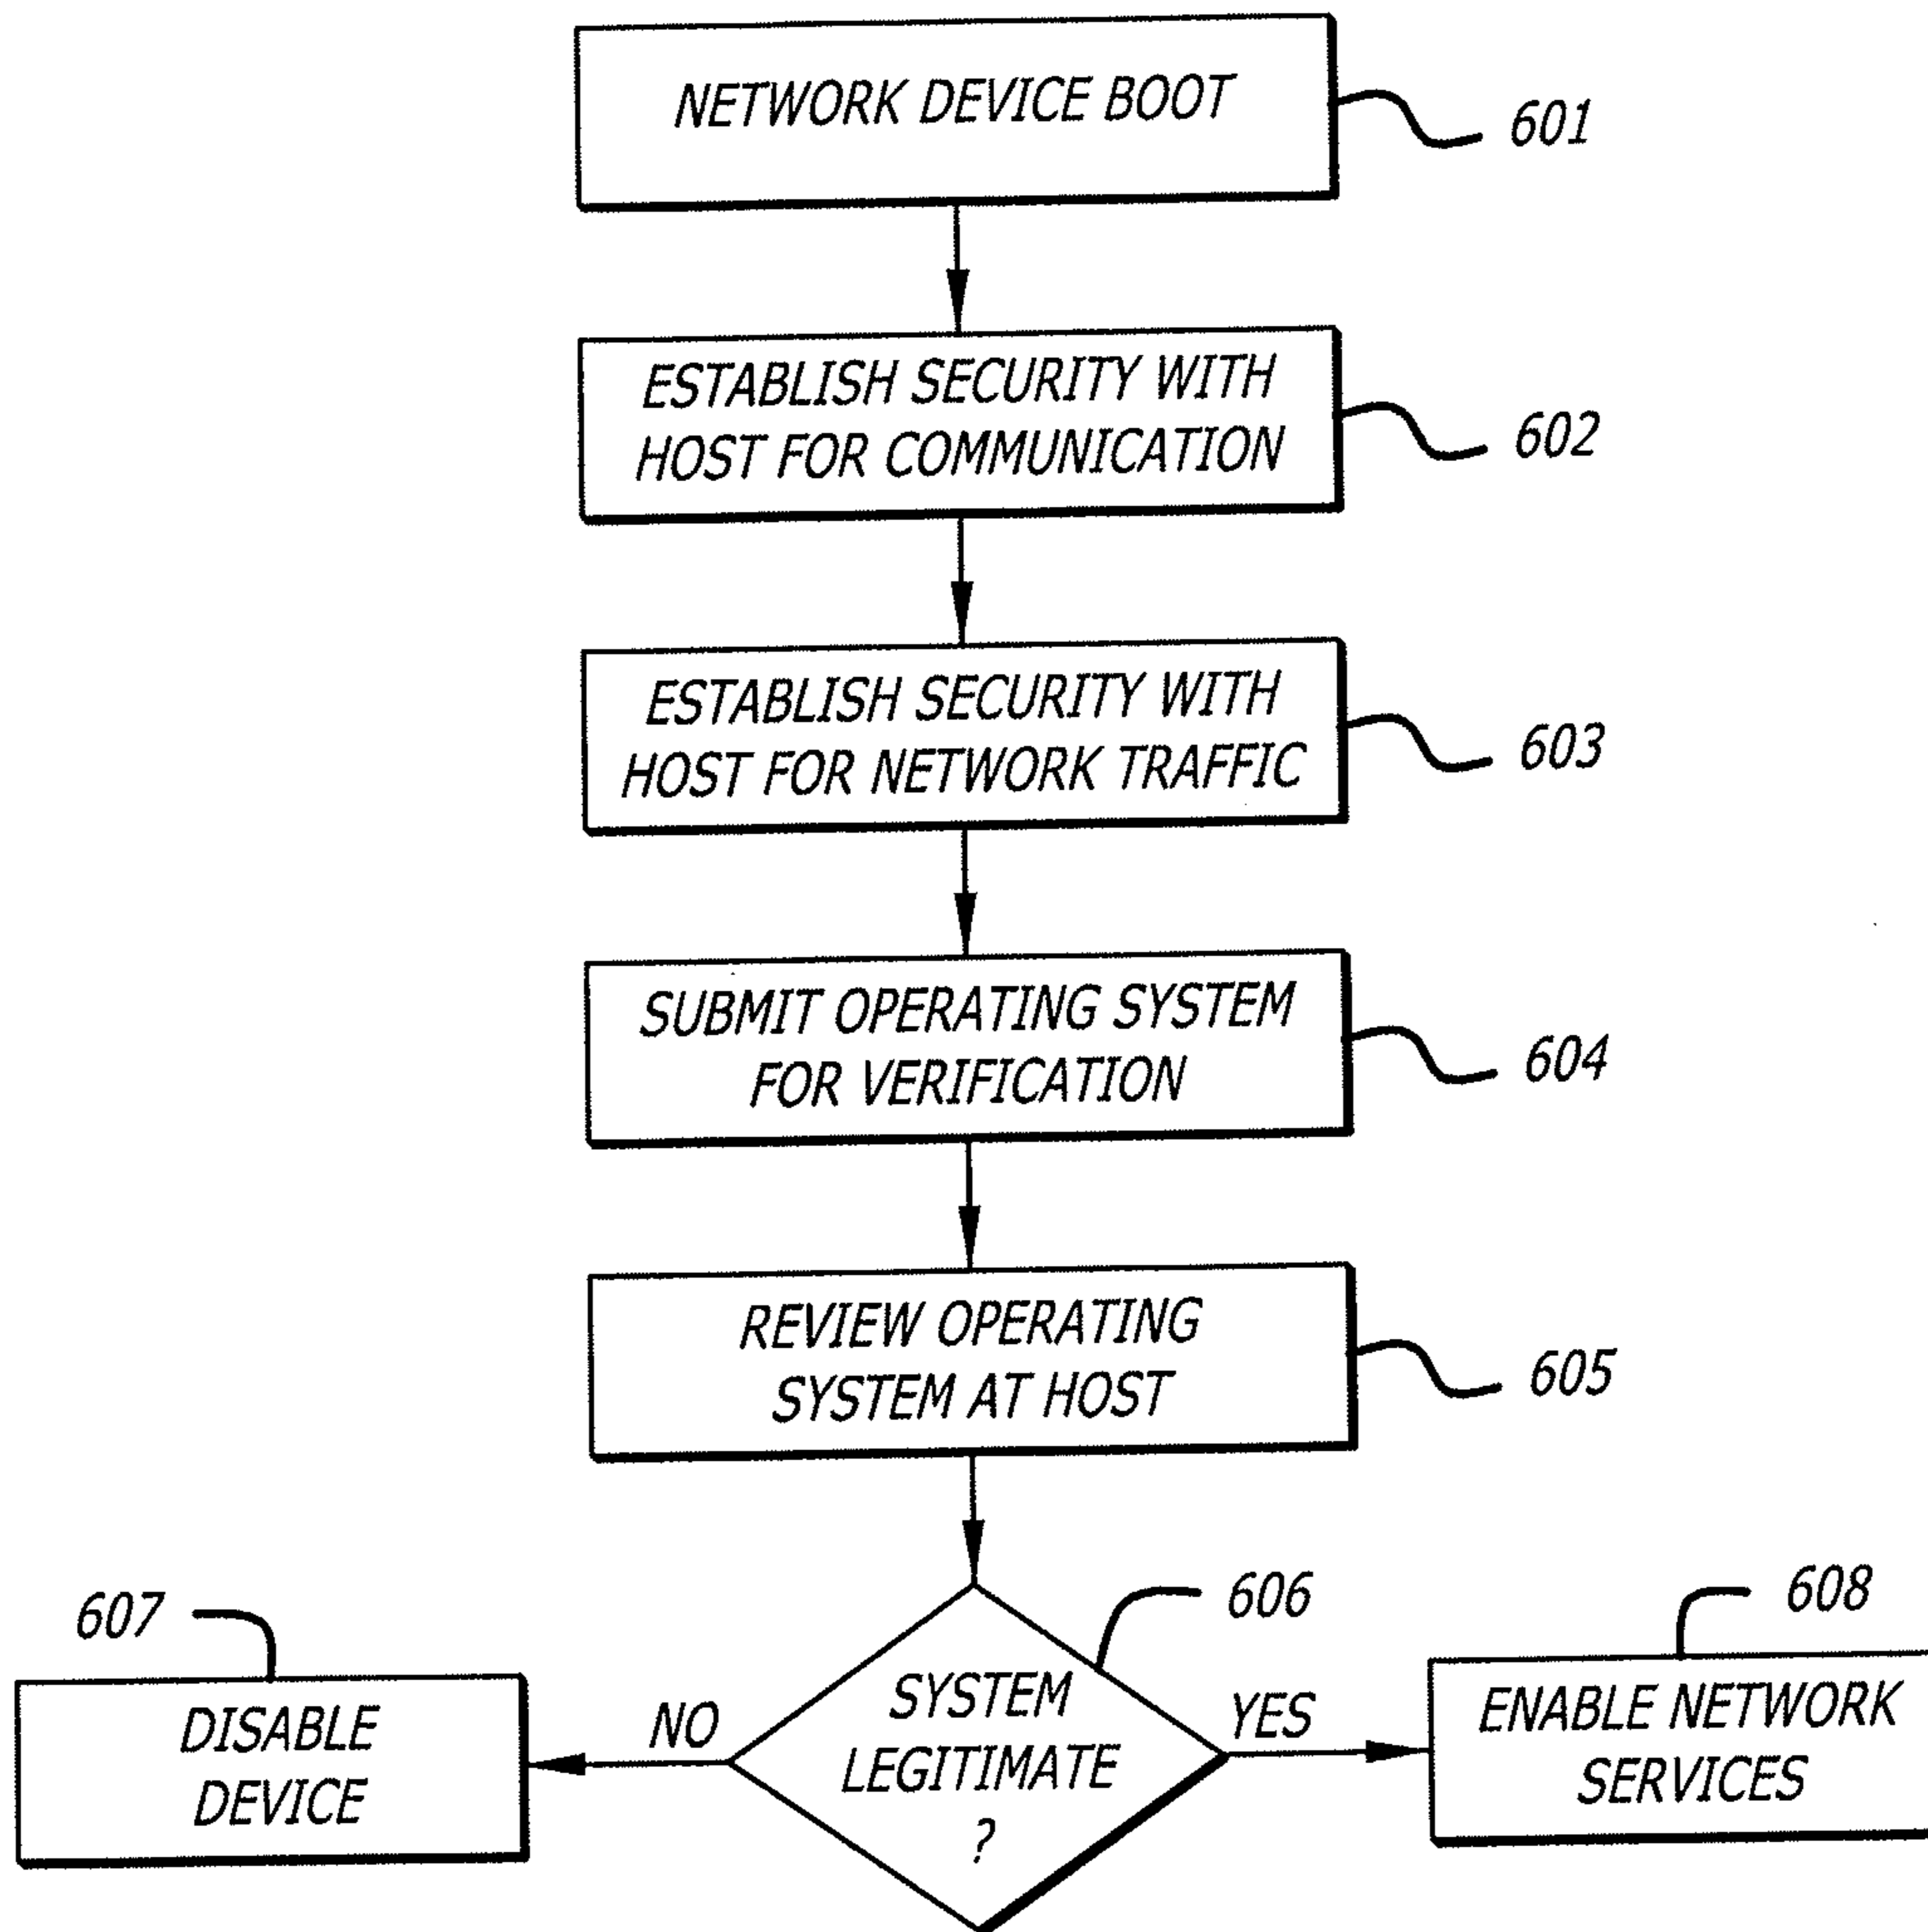 NETWORK DEVICE BOOT
601
ESTABLISH SECURITY WITH
HOST FOR COMMUNICATION
602
ESTABLISH SECURITY WITH
HOST FOR NETWORK TRAFFIC
603
SUBMIT OPERATING SYSTEM
FOR VERIFICATION
604
REVIEW OPERATING
SYSTEM AT HOST
605
607
606
608
DISABLE
DEVICE
NO
SYSTEM
LEGITIMATE
?
YES
ENABLE NETWORK
SERVICES